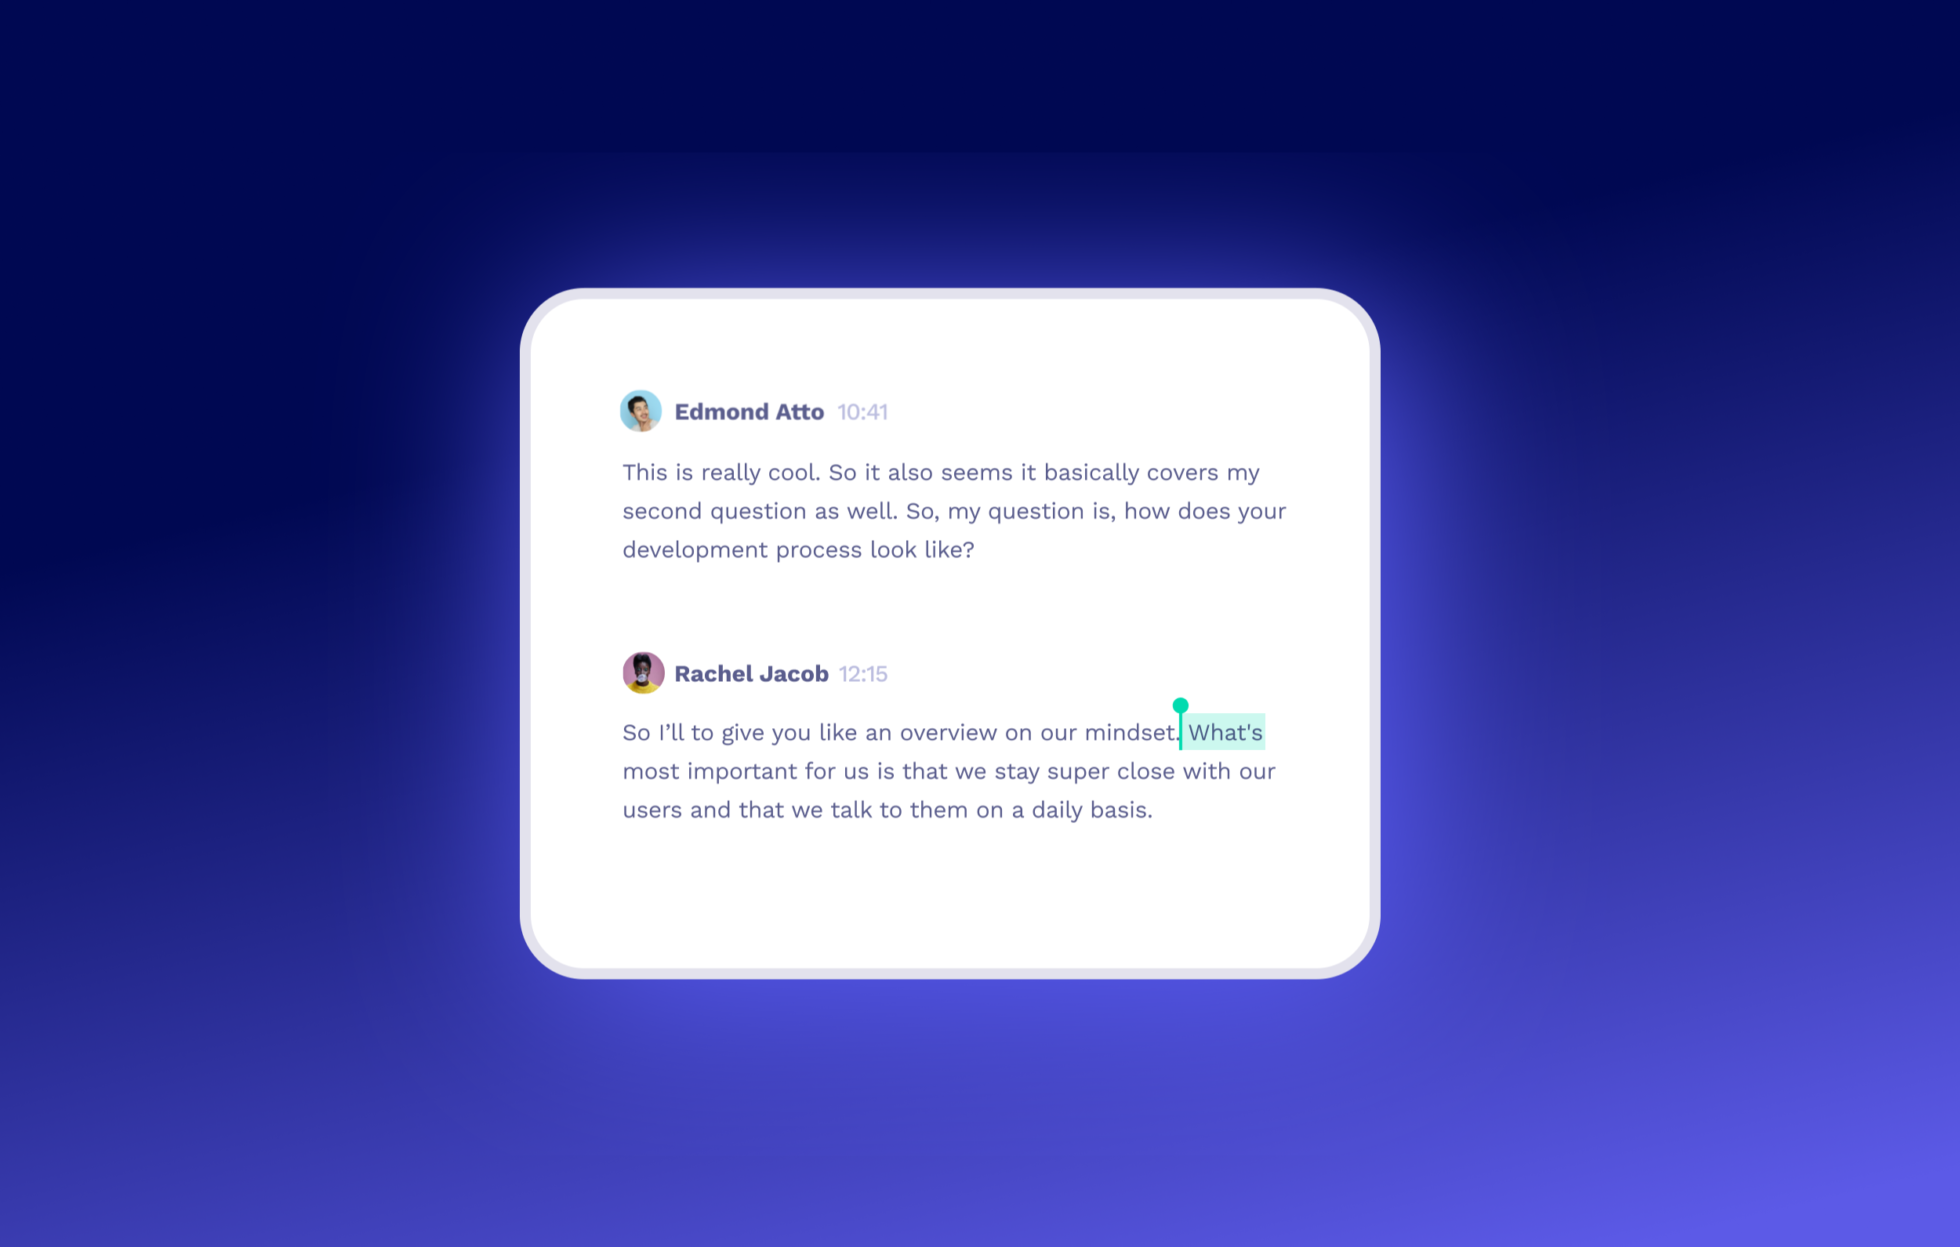 Edmond Atto 10:41
This is really cool. So it also seems it basically covers my
second question as well. So, my question is, how does your
development process look like?
Rachel Jacob 12:15
So I’ll to give you like an overview on our mindset. What's
most important for us is that we stay super close with our
users and that we talk to them on a daily basis.